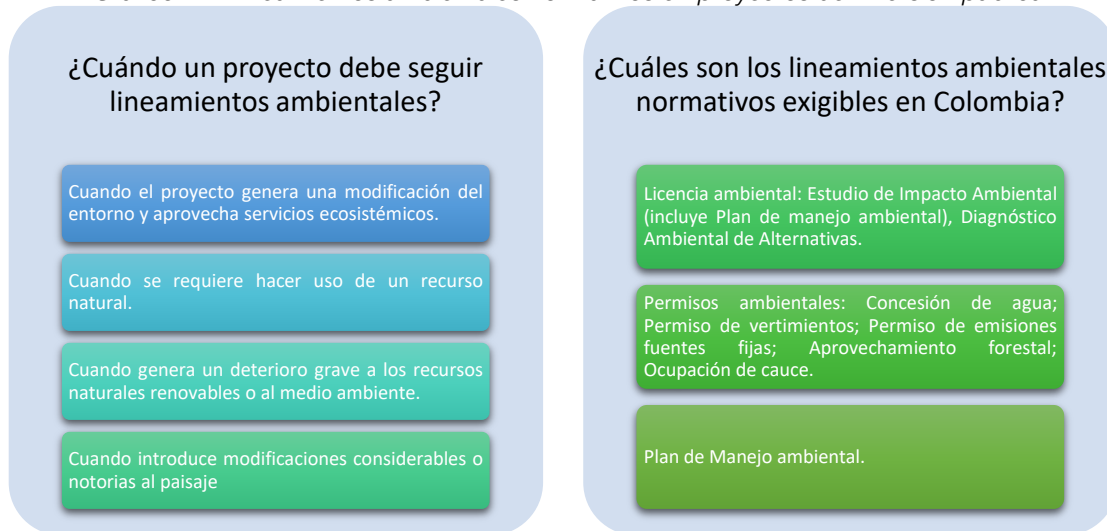 ¿Cuándo un proyecto debe seguir
lineamientos ambientales?
Cuando el proyecto genera una modificación del
entorno y aprovecha servicios ecosistémicos.
Cuando se requiere hacer uso de un recurso
natural.
Cuando genera un deterioro grave a los recursos
naturales renovables o al medio ambiente.
Cuando introduce modificaciones considerables o
notorias al paisaje
¿Cuáles son los lineamientos ambientales
normativos exigibles en Colombia?
Licencia ambiental: Estudio de Impacto Ambiental
(incluye Plan de manejo ambiental), Diagnóstico
Ambiental de Alternativas.
Permisos ambientales: Concesión de agua;
Permiso de vertimientos; Permiso de emisiones
fuentes fijas; Aprovechamiento forestal;
Ocupación de cauce.
Plan de Manejo ambiental.